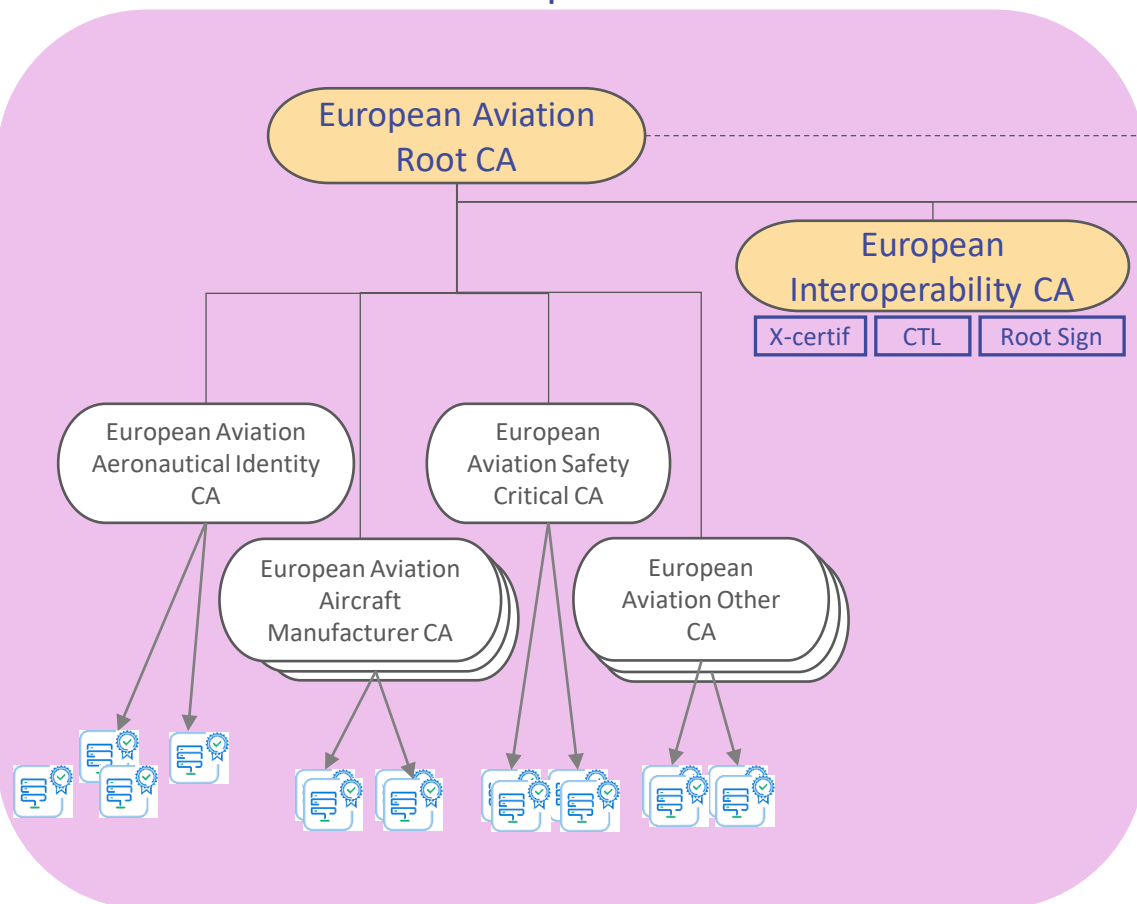 European Aviation
Root CA
European
Interoperability CA
X-certif
CTL
Root Sign
European Aviation
Aeronautical Identity
CA
European
Aviation Safety
Critical CA
European Aviation
Aircraft
Manufacturer CA
European
Aviation Other
CA